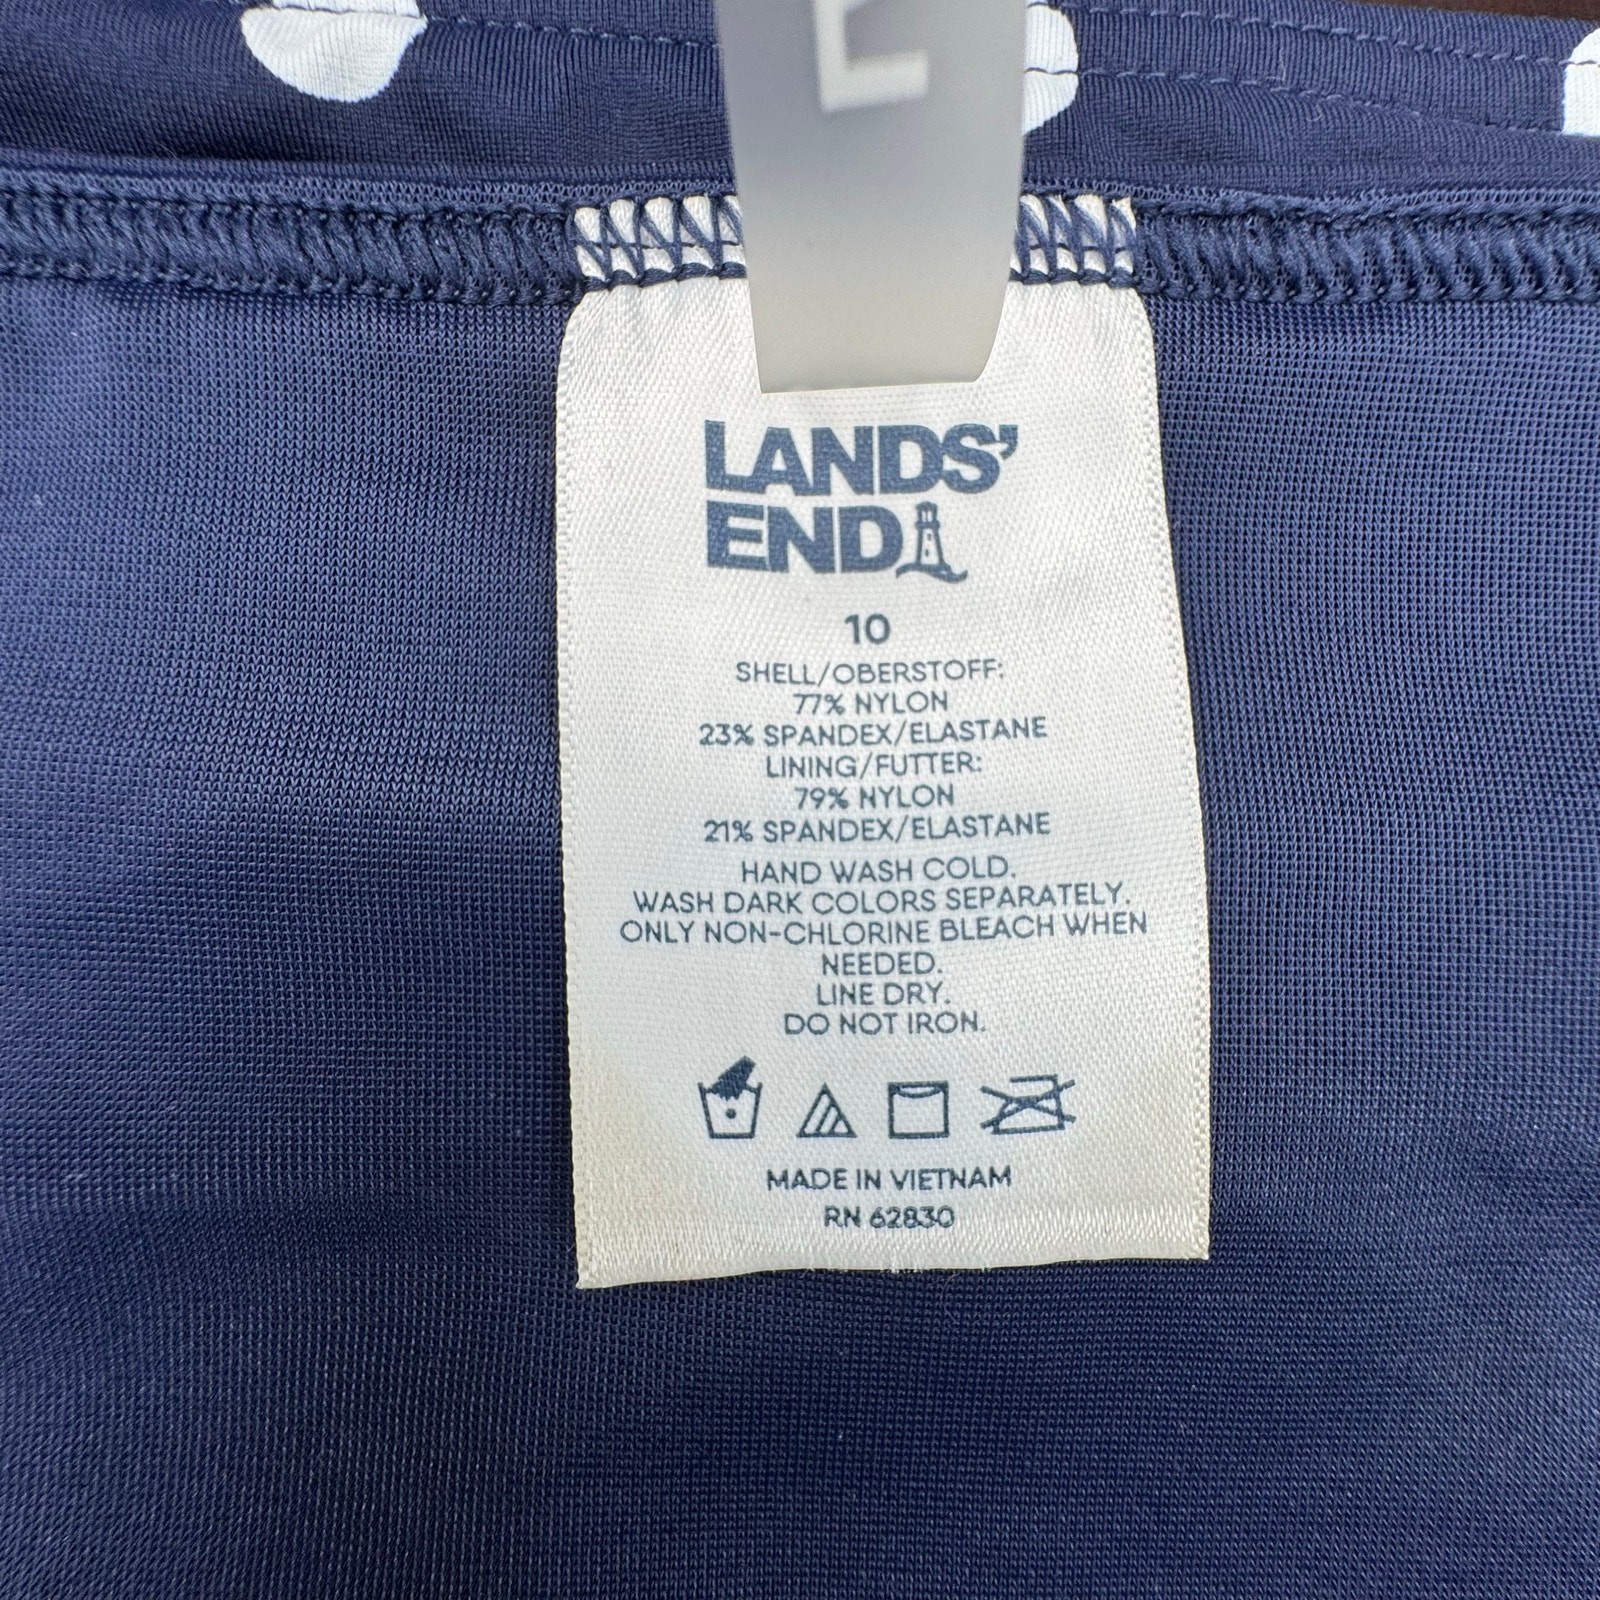 LANDS'
END
10
SHELL/OBERSTOFF:
77% NYLON
23% SPANDEX/ELASTANE
LINING/FUTTER:
79% NYLON
21% SPANDEX/ELASTANE
HAND WASH COLD.
WASH DARK COLORS SEPARATELY.
ONLY NON-CHLORINE BLEACH WHEN
NEEDED.
LINE DRY.
DO NOT IRON.
MADE IN VIETNAM
RN 62830